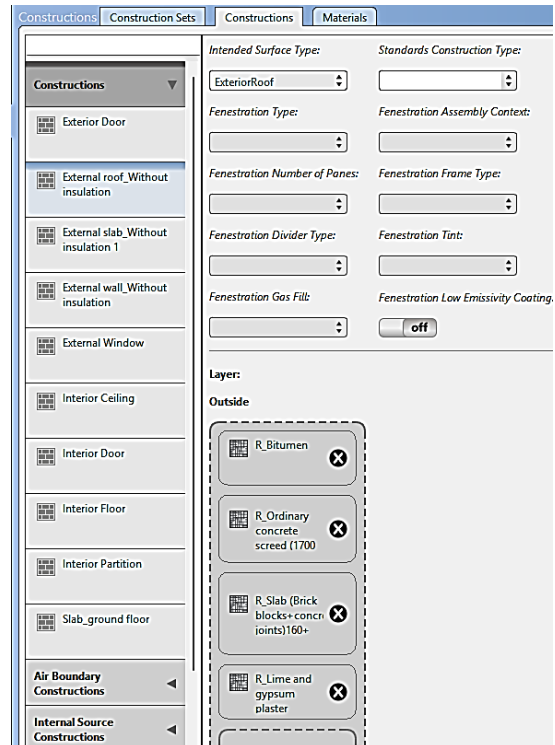 Constructions
Construction Sets
Constructions
Materials
Constructions
Exterior Door
External roof_Without
insulation
External slab_Without
insulation 1
External wall_Without
insulation
External Window
Interior Ceiling
Interior Door
Interior Floor
Interior Partition
Slab_ground floor
Air Boundary
Constructions
Internal Source
Constructions
Intended Surface Type:
Standards Construction Type:
ExteriorRoof
Fenestration Type:
Fenestration Assembly Context:
Fenestration Number of Panes:
Fenestration Frame Type:
Fenestration Divider Type:
Fenestration Tint:
Fenestration Gas Fill:
Fenestration Low Emissivity Coating:
off
Layer:
Outside
R_Bitumen
R_Ordinary
concrete
screed (1700
R_Slab (Brick
blocks+concr
joints)160+
R_Lime and
gypsum
plaster